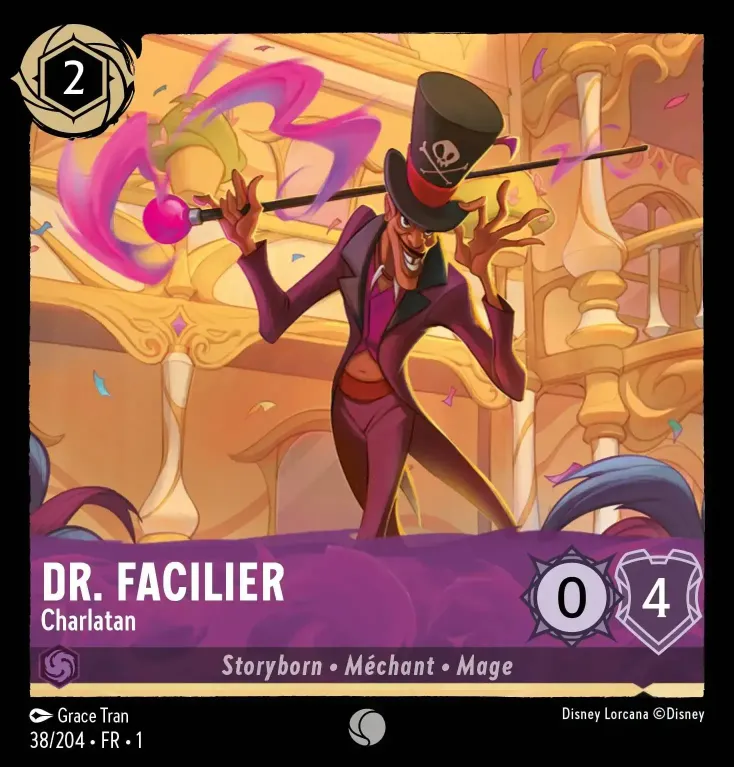 2
DR. FACILIER
Charlatan
0
4
Storyborn • Méchant • Mage
Grace Tran
Disney Lorcana ©Disney
38/204 • FR • 1